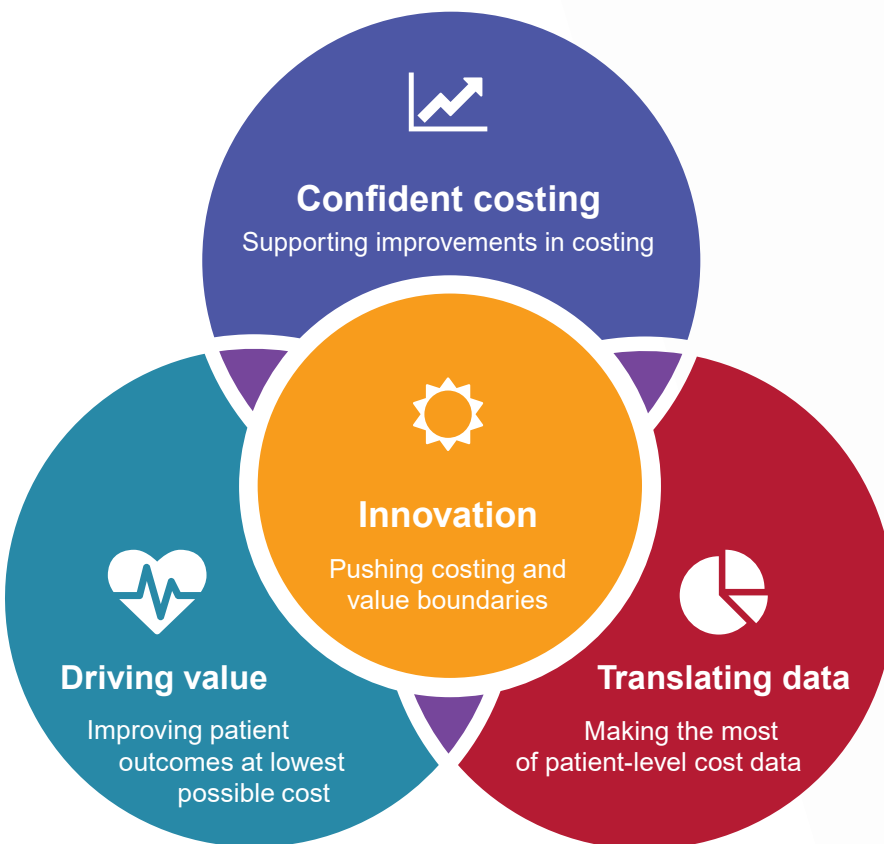 Confident costing
Supporting improvements in costing
Innovation
Pushing costing and
value boundaries
Driving value
Improving patient
outcomes at lowest
possible cost
Translating data
Making the most
of patient-level cost data